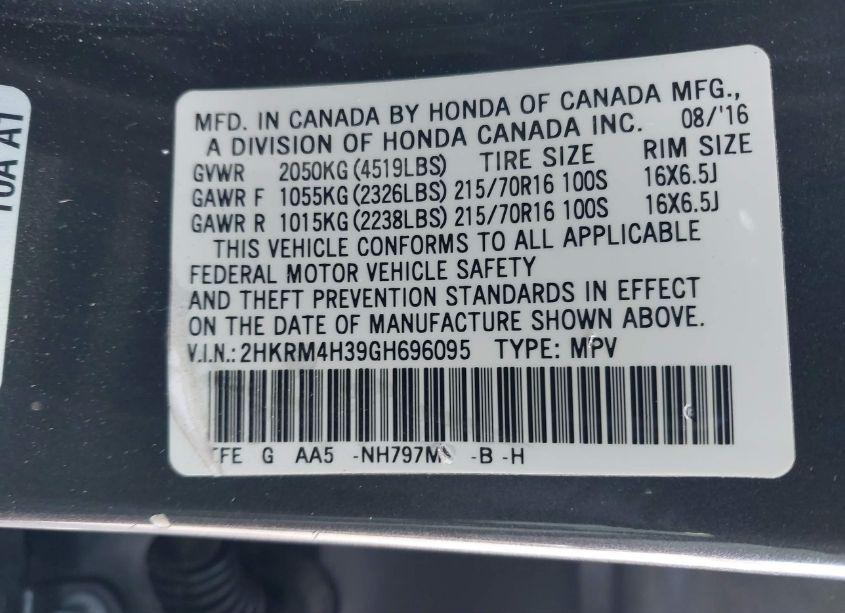 MFD. IN CANADA BY HONDA OF CANADA MFG.,
A DIVISION OF HONDA CANADA INC. 08/'16
GVWR 2050KG (4519LBS) TIRE SIZE RIM SIZE
GAWR F 1055KG (2326LBS) 215/70R16 100S 16X6.5J
GAWR R 1015KG (2238LBS) 215/70R16 100S 16X6.5J
THIS VEHICLE CONFORMS TO ALL APPLICABLE
FEDERAL MOTOR VEHICLE SAFETY
AND THEFT PREVENTION STANDARDS IN EFFECT
ON THE DATE OF MANUFACTURE SHOWN ABOVE.
V.I.N.: 2HKRM4H39GH696095 TYPE: MPV
G AA5 -NH797M -B -H